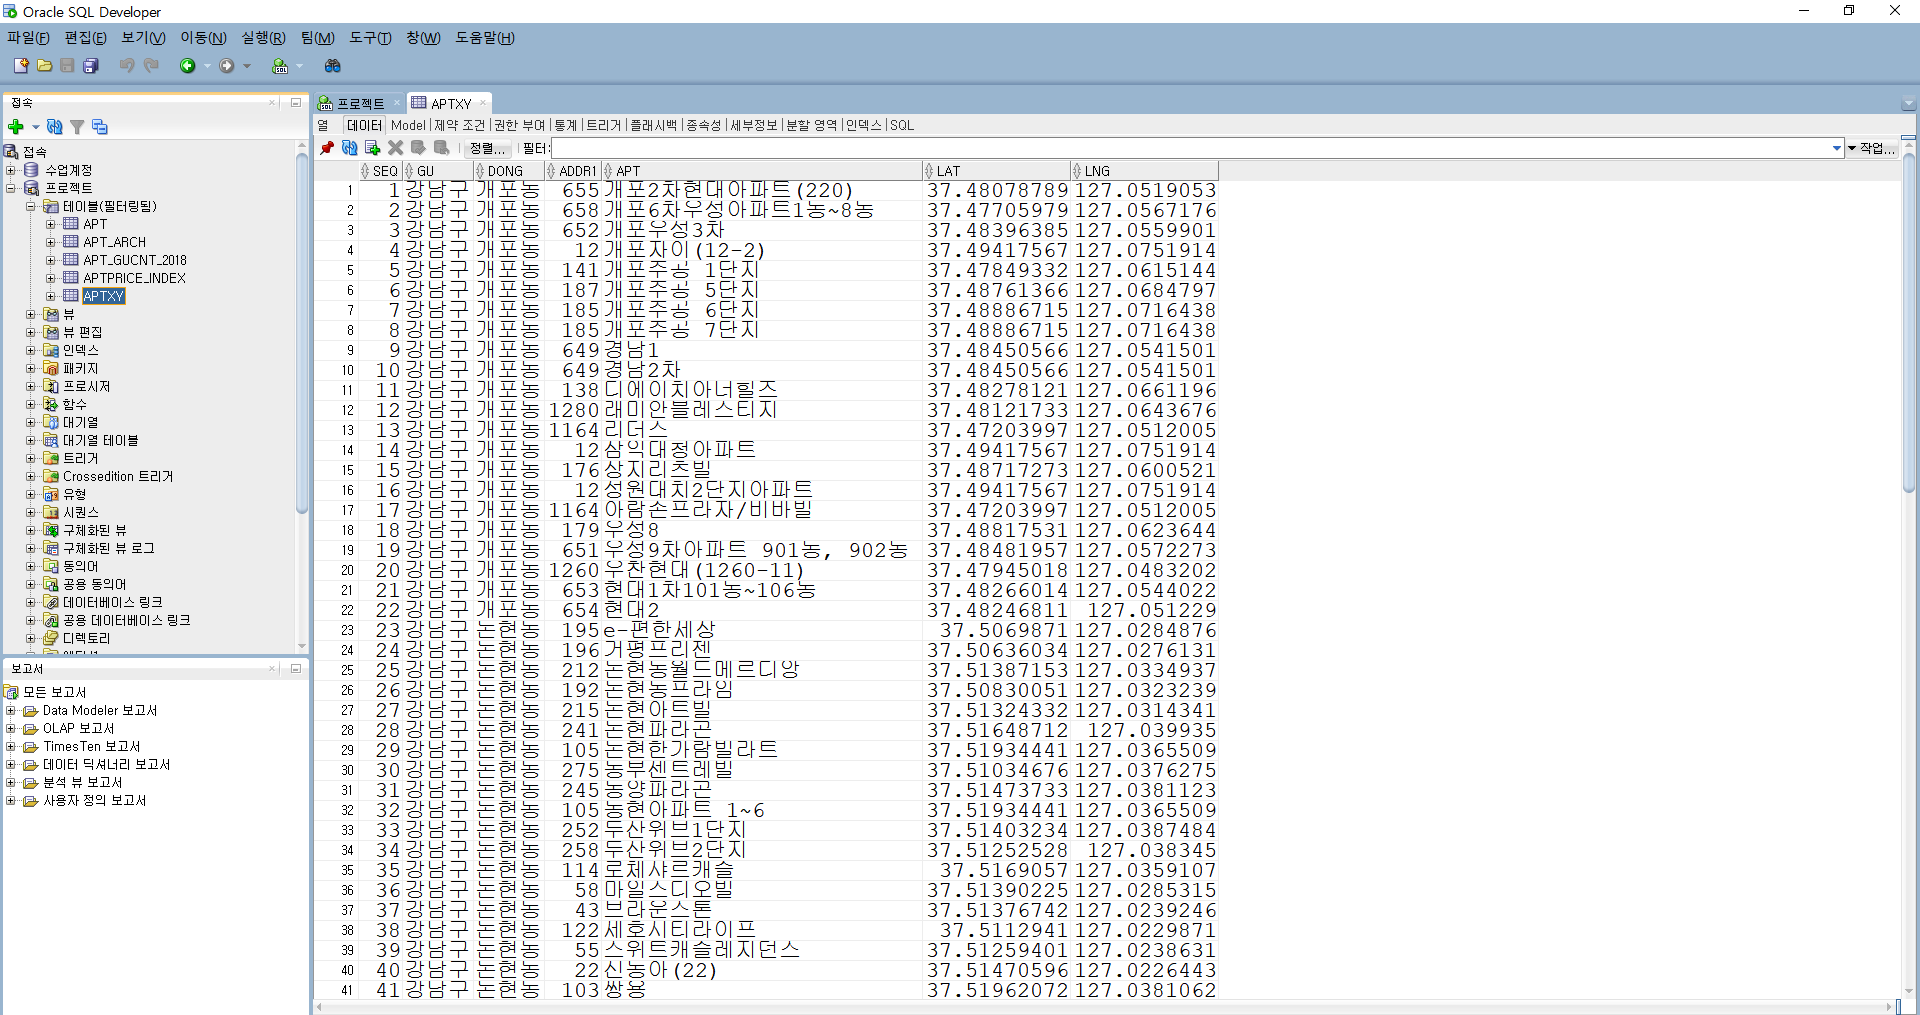 Oracle SQL Developer
파일(F) 편집(E) 보기(V) 이동(N) 실행(R) 팀(M) 도구(T) 창(W) 도움말(H)
접속
접속
수업계정
프로젝트
테이블(필터링됨)
APT
APT_ARCH
APT_GUCNT_2018
APTPRICE_INDEX
APTXY
뷰
뷰 편집
인덱스
패키지
프로시저
함수
대기열
대기열 테이블
트리거
Crossedition 트리거
유형
시퀀스
구체화된 뷰
구체화된 뷰 로그
동의어
공용 동의어
데이터베이스 링크
공용 데이터베이스 링크
디렉토리
보고서
모든 보고서
Data Modeler 보고서
OLAP 보고서
TimesTen 보고서
데이터 딕셔너리 보고서
분석 뷰 보고서
사용자 정의 보고서
프로젝트 APTXY
열 데이터 Model 제약 조건 권한 부여 통계 트리거 플래시백 종속성 세부정보 분할 영역 인덱스 SQL
정렬... 필터: 작업...
SEQ GU DONG ADDR1 APT LAT LNG
1 1 강남구 개포동 655 개포2차현대아파트(220) 37.48078789 127.0519053
2 2 강남구 개포동 658 개포6차우성아파트1동~8동 37.47705979 127.0567176
3 3 강남구 개포동 652 개포우성3차 37.48396385 127.0559901
4 4 강남구 개포동 12 개포자이(12-2) 37.49417567 127.0751914
5 5 강남구 개포동 141 개포주공 1단지 37.47849332 127.0615144
6 6 강남구 개포동 187 개포주공 5단지 37.48761366 127.0684797
7 7 강남구 개포동 185 개포주공 6단지 37.48886715 127.0716438
8 8 강남구 개포동 185 개포주공 7단지 37.48886715 127.0716438
9 9 강남구 개포동 649 경남1 37.48450566 127.0541501
10 10 강남구 개포동 649 경남2차 37.48450566 127.0541501
11 11 강남구 개포동 138 디에이치아너힐즈 37.48278121 127.0661196
12 12 강남구 개포동 1280 래미안블레스티지 37.48121733 127.0643676
13 13 강남구 개포동 1164 리더스 37.47203997 127.0512005
14 14 강남구 개포동 12 삼익대청아파트 37.49417567 127.0751914
15 15 강남구 개포동 176 상지리츠빌 37.48717273 127.0600521
16 16 강남구 개포동 12 성원대치2단지아파트 37.49417567 127.0751914
17 17 강남구 개포동 1164 아람손프라자/비바빌 37.47203997 127.0512005
18 18 강남구 개포동 179 우성8 37.48817531 127.0623644
19 19 강남구 개포동 651 우성9차아파트 901동, 902동 37.48481957 127.0572273
20 20 강남구 개포동 1260 우찬현대(1260-11) 37.47945018 127.0483202
21 21 강남구 개포동 653 현대1차101동~106동 37.48266014 127.0544022
22 22 강남구 개포동 654 현대2 37.48246811 127.051229
23 23 강남구 논현동 195 e-편한세상 37.5069871 127.0284876
24 24 강남구 논현동 196 거평프리젠 37.50636034 127.0276131
25 25 강남구 논현동 212 논현동월드메르디앙 37.51387153 127.0334937
26 26 강남구 논현동 192 논현동프라임 37.50830051 127.0323239
27 27 강남구 논현동 215 논현아트빌 37.51324332 127.0314341
28 28 강남구 논현동 241 논현파라곤 37.51648712 127.039935
29 29 강남구 논현동 105 논현한가람빌라트 37.51934441 127.0365509
30 30 강남구 논현동 275 동부센트레빌 37.51034676 127.0376275
31 31 강남구 논현동 245 동양파라곤 37.51473733 127.0381123
32 32 강남구 논현동 105 동현아파트 1~6 37.51934441 127.0365509
33 33 강남구 논현동 252 두산위브1단지 37.51403234 127.0387484
34 34 강남구 논현동 258 두산위브2단지 37.51252528 127.038345
35 35 강남구 논현동 114 로체샤르캐슬 37.5169057 127.0359107
36 36 강남구 논현동 58 마일스디오빌 37.51390225 127.0285315
37 37 강남구 논현동 43 브라운스톤 37.51376742 127.0239246
38 38 강남구 논현동 122 세호시티라이프 37.5112941 127.0229871
39 39 강남구 논현동 55 스위트캐슬레지던스 37.51259401 127.0238631
40 40 강남구 논현동 22 신동아(22) 37.51470596 127.0226443
41 41 강남구 논현동 103 쌍용 37.51962072 127.0381062